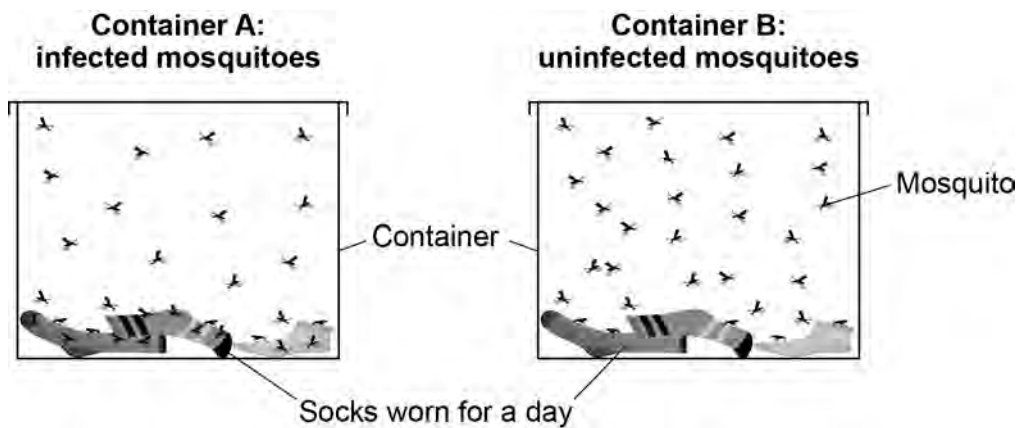 Container A:
infected mosquitoes
Container B:
uninfected mosquitoes
Mosquito
Container
Socks worn for a day